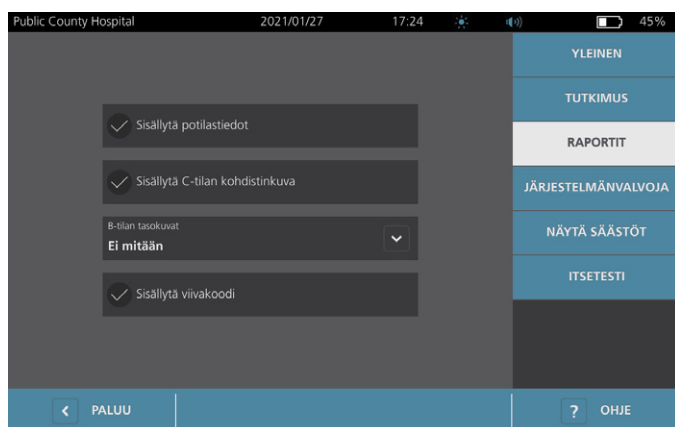 Public County Hospital 2021/01/27 17:24 45%
YLEINEN
TUTKIMUS
RAPORTIT
JÄRJESTELMÄNVALVOJA
NÄYTÄ SÄÄSTÖT
ITSETESTI
Sisällytä potilastiedot
Sisällytä C-tilan kohdistinkuva
B-tilan tasokuvat
Ei mitään
Sisällytä viivakoodi
PALUU
? OHJE